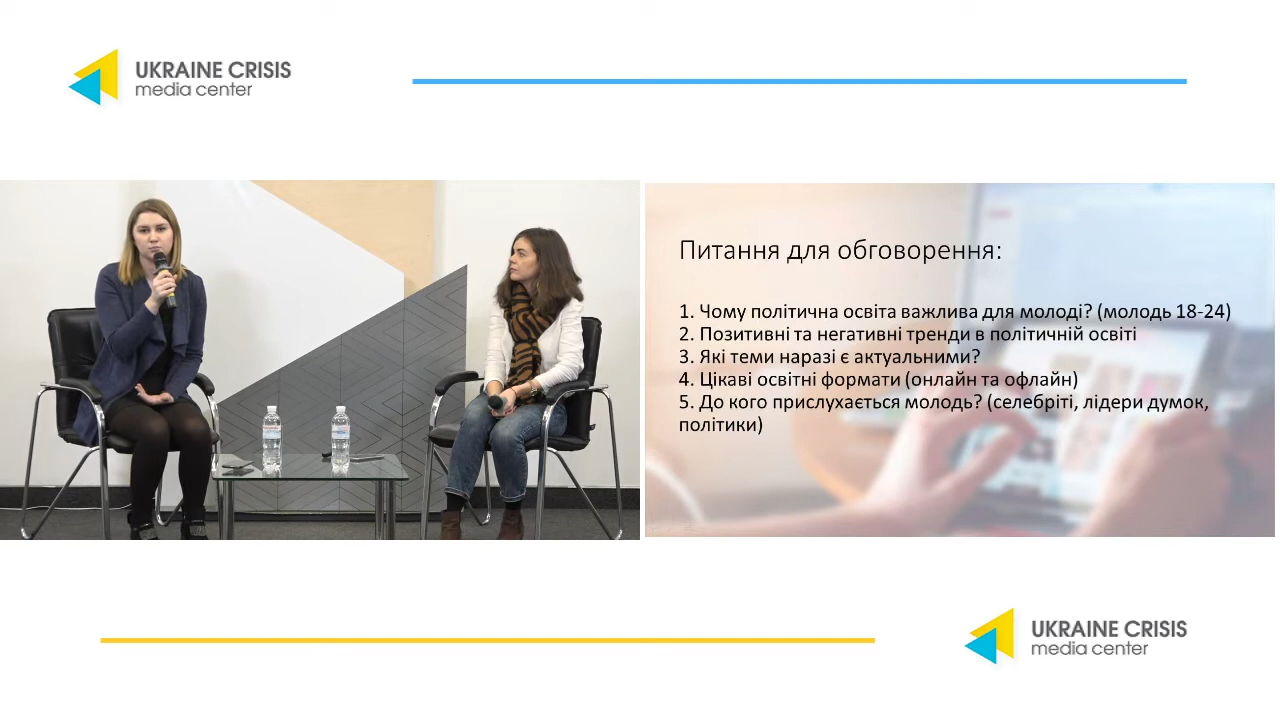 UKRAINE CRISIS
media center
Питання для обговорення:
1. Чому політична освіта важлива для молоді? (молодь 18-24)
2. Позитивні та негативні тренди в політичній освіті
3. Які теми наразі є актуальними?
4. Цікаві освітні формати (онлайн та офлайн)
5. До кого прислухається молодь? (селебріті, лідери думок,
політики)
UKRAINE CRISIS
media center